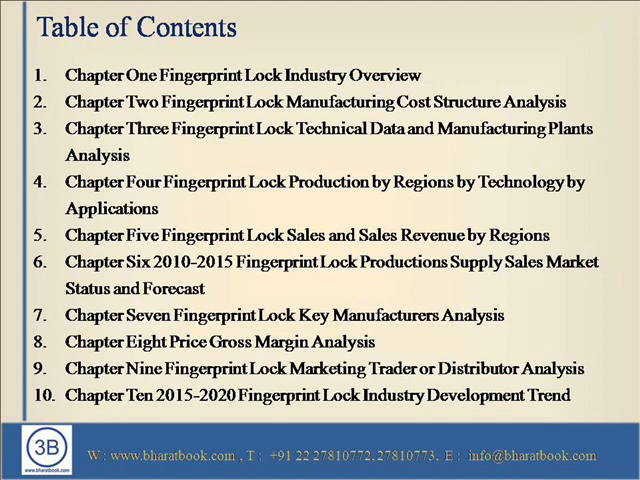 Table of Contents
1. Chapter One Fingerprint Lock Industry Overview
2. Chapter Two Fingerprint Lock Manufacturing Cost Structure Analysis
3. Chapter Three Fingerprint Lock Technical Data and Manufacturing Plants
Analysis
4. Chapter Four Fingerprint Lock Production by Regions by Technology by
Applications
5. Chapter Five Fingerprint Lock Sales and Sales Revenue by Regions
6. Chapter Six 2010-2015 Fingerprint Lock Productions Supply Sales Market
Status and Forecast
7. Chapter Seven Fingerprint Lock Key Manufacturers Analysis
8. Chapter Eight Price Gross Margin Analysis
9. Chapter Nine Fingerprint Lock Marketing Trader or Distributor Analysis
10. Chapter Ten 2015-2020 Fingerprint Lock Industry Development Trend
3B
www.bharatbook.com
W : www.bharatbook.com , T : +91 22 27810772, 27810773, E : info@bharatbook.com